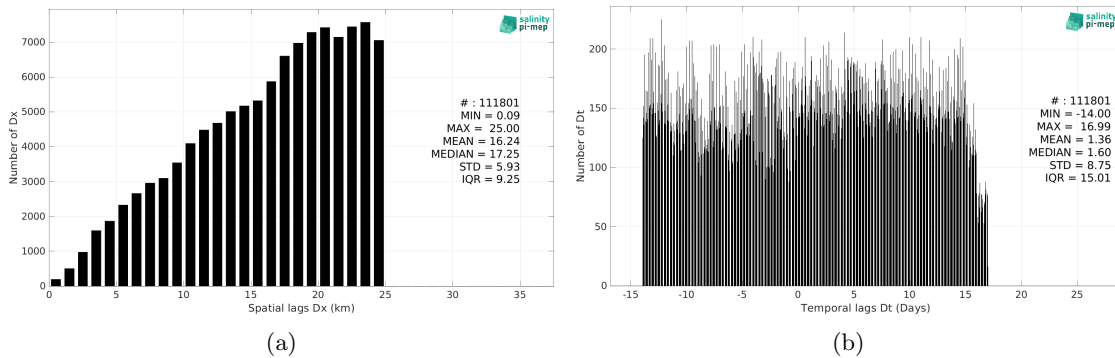 salinity
pi-mep
7000
6000
5000
4000
3000
2000
1000
0
Number of Dx
# : 111801
MIN = 0.09
MAX = 25.00
MEAN = 16.24
MEDIAN = 17.25
STD = 5.93
IQR = 9.25
0 5 10 15 20 25 30 35
Spatial lags Dx (km)
(a)
salinity
pi-mep
200
150
100
50
0
Number of Dt
# : 111801
MIN = -14.00
MAX = 16.99
MEAN = 1.36
MEDIAN = 1.60
STD = 8.75
IQR = 15.01
-15 -10 -5 0 5 10 15 20 25
Temporal lags Dt (Days)
(b)